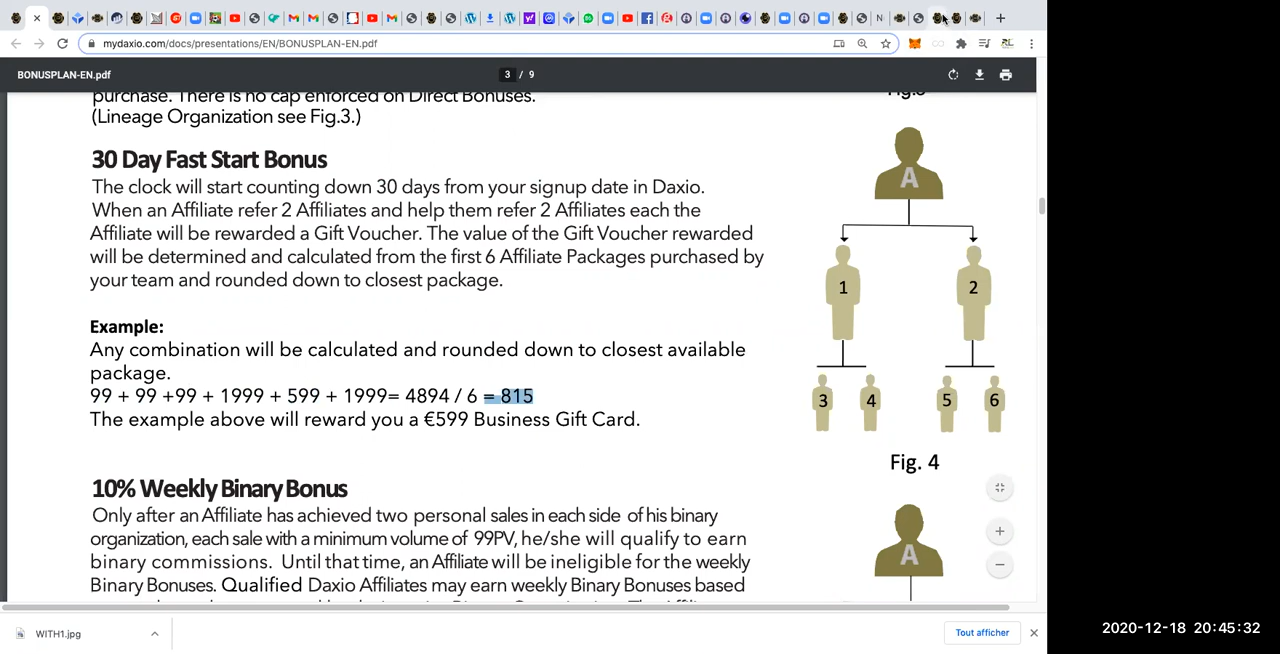 mydaxio.com/docs/presentations/EN/BONUSPLAN-EN.pdf
BONUSPLAN-EN.pdf
3 / 9
purchase. There is no cap enforced on Direct Bonuses.
(Lineage Organization see Fig.3.)
30 Day Fast Start Bonus
The clock will start counting down 30 days from your signup date in Daxio.
When an Affiliate refer 2 Affiliates and help them refer 2 Affiliates each the
Affiliate will be rewarded a Gift Voucher. The value of the Gift Voucher rewarded
will be determined and calculated from the first 6 Affiliate Packages purchased by
your team and rounded down to closest package.
Example:
Any combination will be calculated and rounded down to closest available
package.
99 + 99 +99 + 1999 + 599 + 1999= 4894 / 6 = 815
The example above will reward you a €599 Business Gift Card.
10% Weekly Binary Bonus
Only after an Affiliate has achieved two personal sales in each side of his binary
organization, each sale with a minimum volume of 99PV, he/she will qualify to earn
binary commissions. Until that time, an Affiliate will be ineligible for the weekly
Binary Bonuses. Qualified Daxio Affiliates may earn weekly Binary Bonuses based
A
1
2
3
4
5
6
Fig. 4
A
WITH1.jpg
Tout afficher
2020-12-18 20:45:32